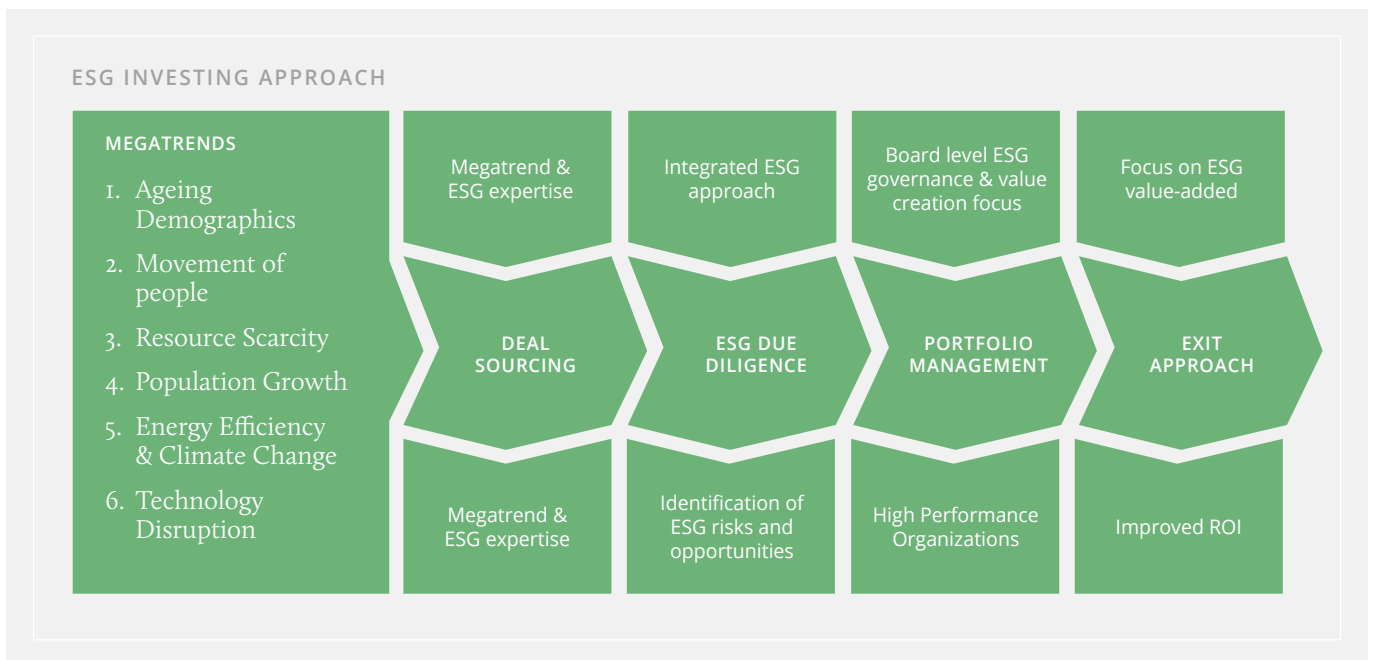 ESG INVESTING APPROACH
MEGATRENDS
1. Ageing
Demographics
2. Movement of
people
3. Resource Scarcity
4. Population Growth
5. Energy Efficiency
& Climate Change
6. Technology
Disruption
Megatrend &
ESG expertise
Integrated ESG
approach
Board level ESG
governance & value
creation focus
Focus on ESG
value-added
DEAL
SOURCING
ESG DUE
DILIGENCE
PORTFOLIO
MANAGEMENT
EXIT
APPROACH
Megatrend &
ESG expertise
Identification of
ESG risks and
opportunities
High Performance
Organizations
Improved ROI